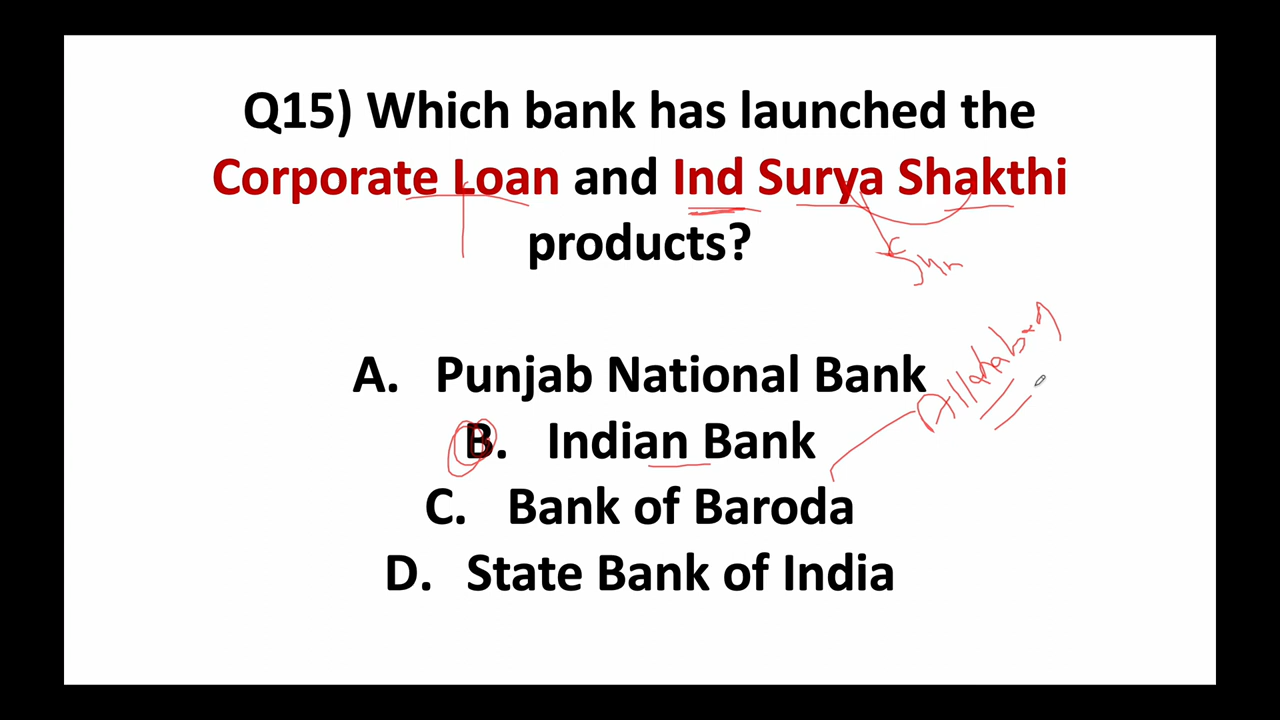 Q15) Which bank has launched the
Corporate Loan and Ind Surya Shakthi
products?
Allahabad
A. Punjab National Bank
B. Indian Bank
C. Bank of Baroda
D. State Bank of India